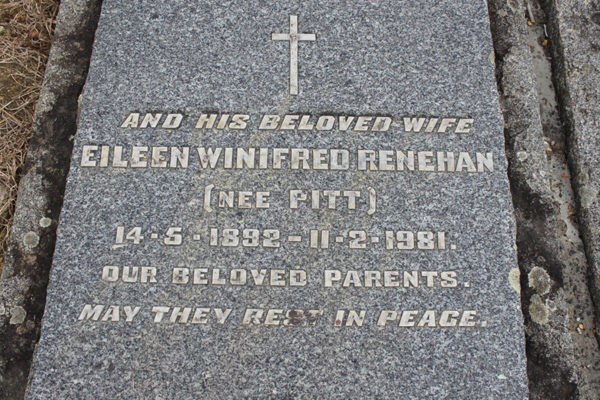 AND HIS BELOVED WIFE
EILEEN WINIFRED RENEHAN
(NEE PITT)
14-5-1892-11-2-1981.
OUR BELOVED PARENTS.
MAY THEY REST IN PEACE.